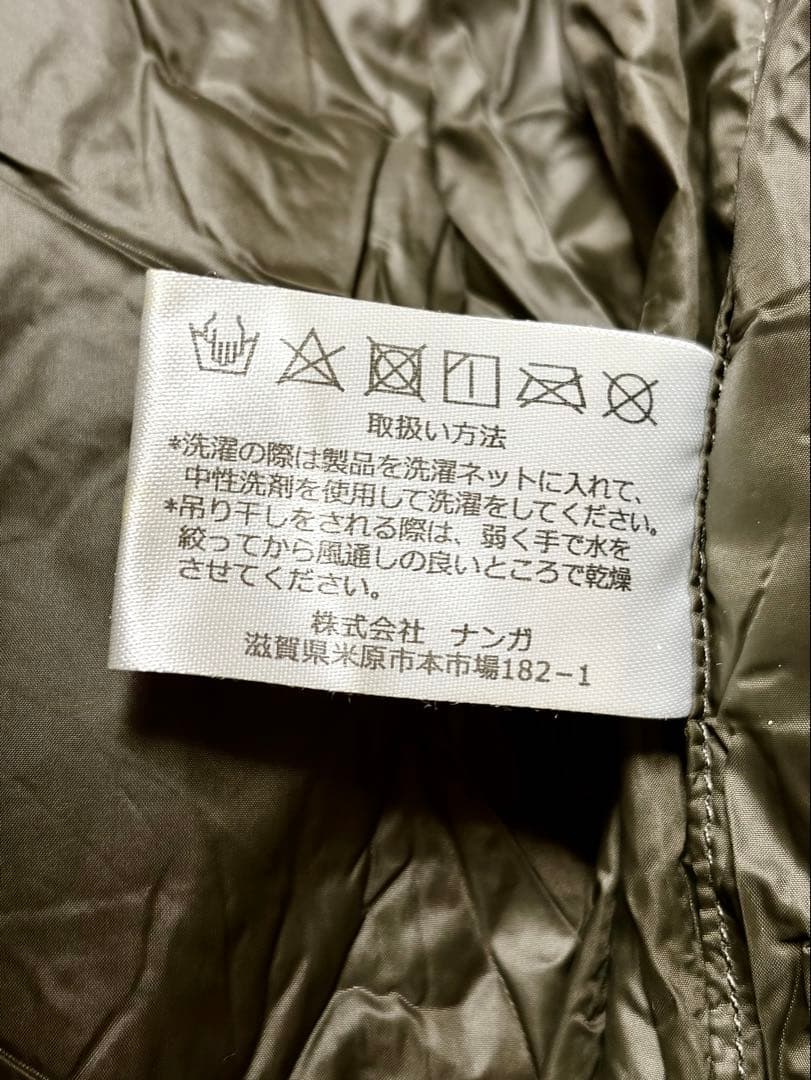 取扱い方法
*洗濯の際は製品を洗濯ネットに入れて、
中性洗剤を使用して洗濯をしてください。
*吊り干しをされる際は、弱く手で水を
絞ってから風通しの良いところで乾燥
させてください。
株式会社 ナンガ
滋賀県米原市本市場182-1